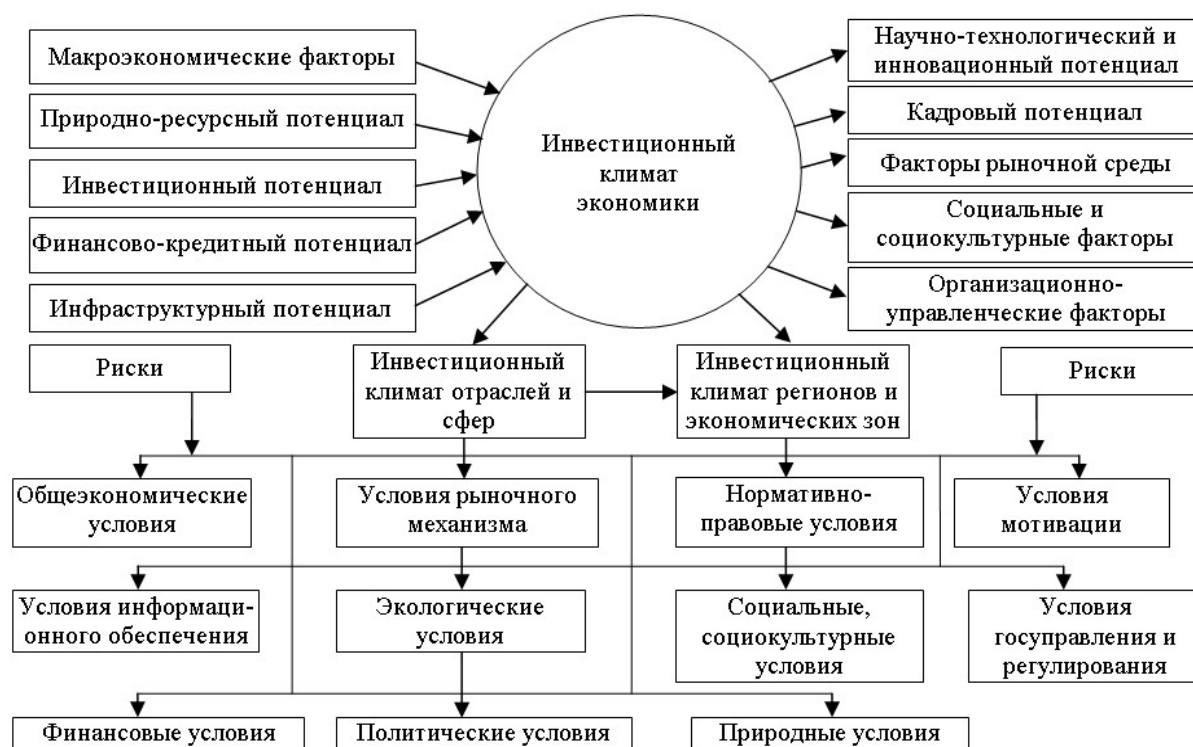 Макроэкономические факторы
Природно-ресурсный потенциал
Инвестиционный потенциал
Финансово-кредитный потенциал
Инфраструктурный потенциал
Инвестиционный
климат
экономики
Научно-технологический и
инновационный потенциал
Кадровый потенциал
Факторы рыночной среды
Социальные и
социокультурные факторы
Организационно-
управленческие факторы
Риски
Инвестиционный
климат отраслей и
сфер
Инвестиционный
климат регионов и
экономических зон
Риски
Общеэкономические
условия
Условия рыночного
механизма
Нормативно-
правовые условия
Условия
мотивации
Условия информаци-
онного обеспечения
Экологические
условия
Социальные,
социокультурные
условия
Условия
госуправления и
регулирования
Финансовые условия
Политические условия
Природные условия